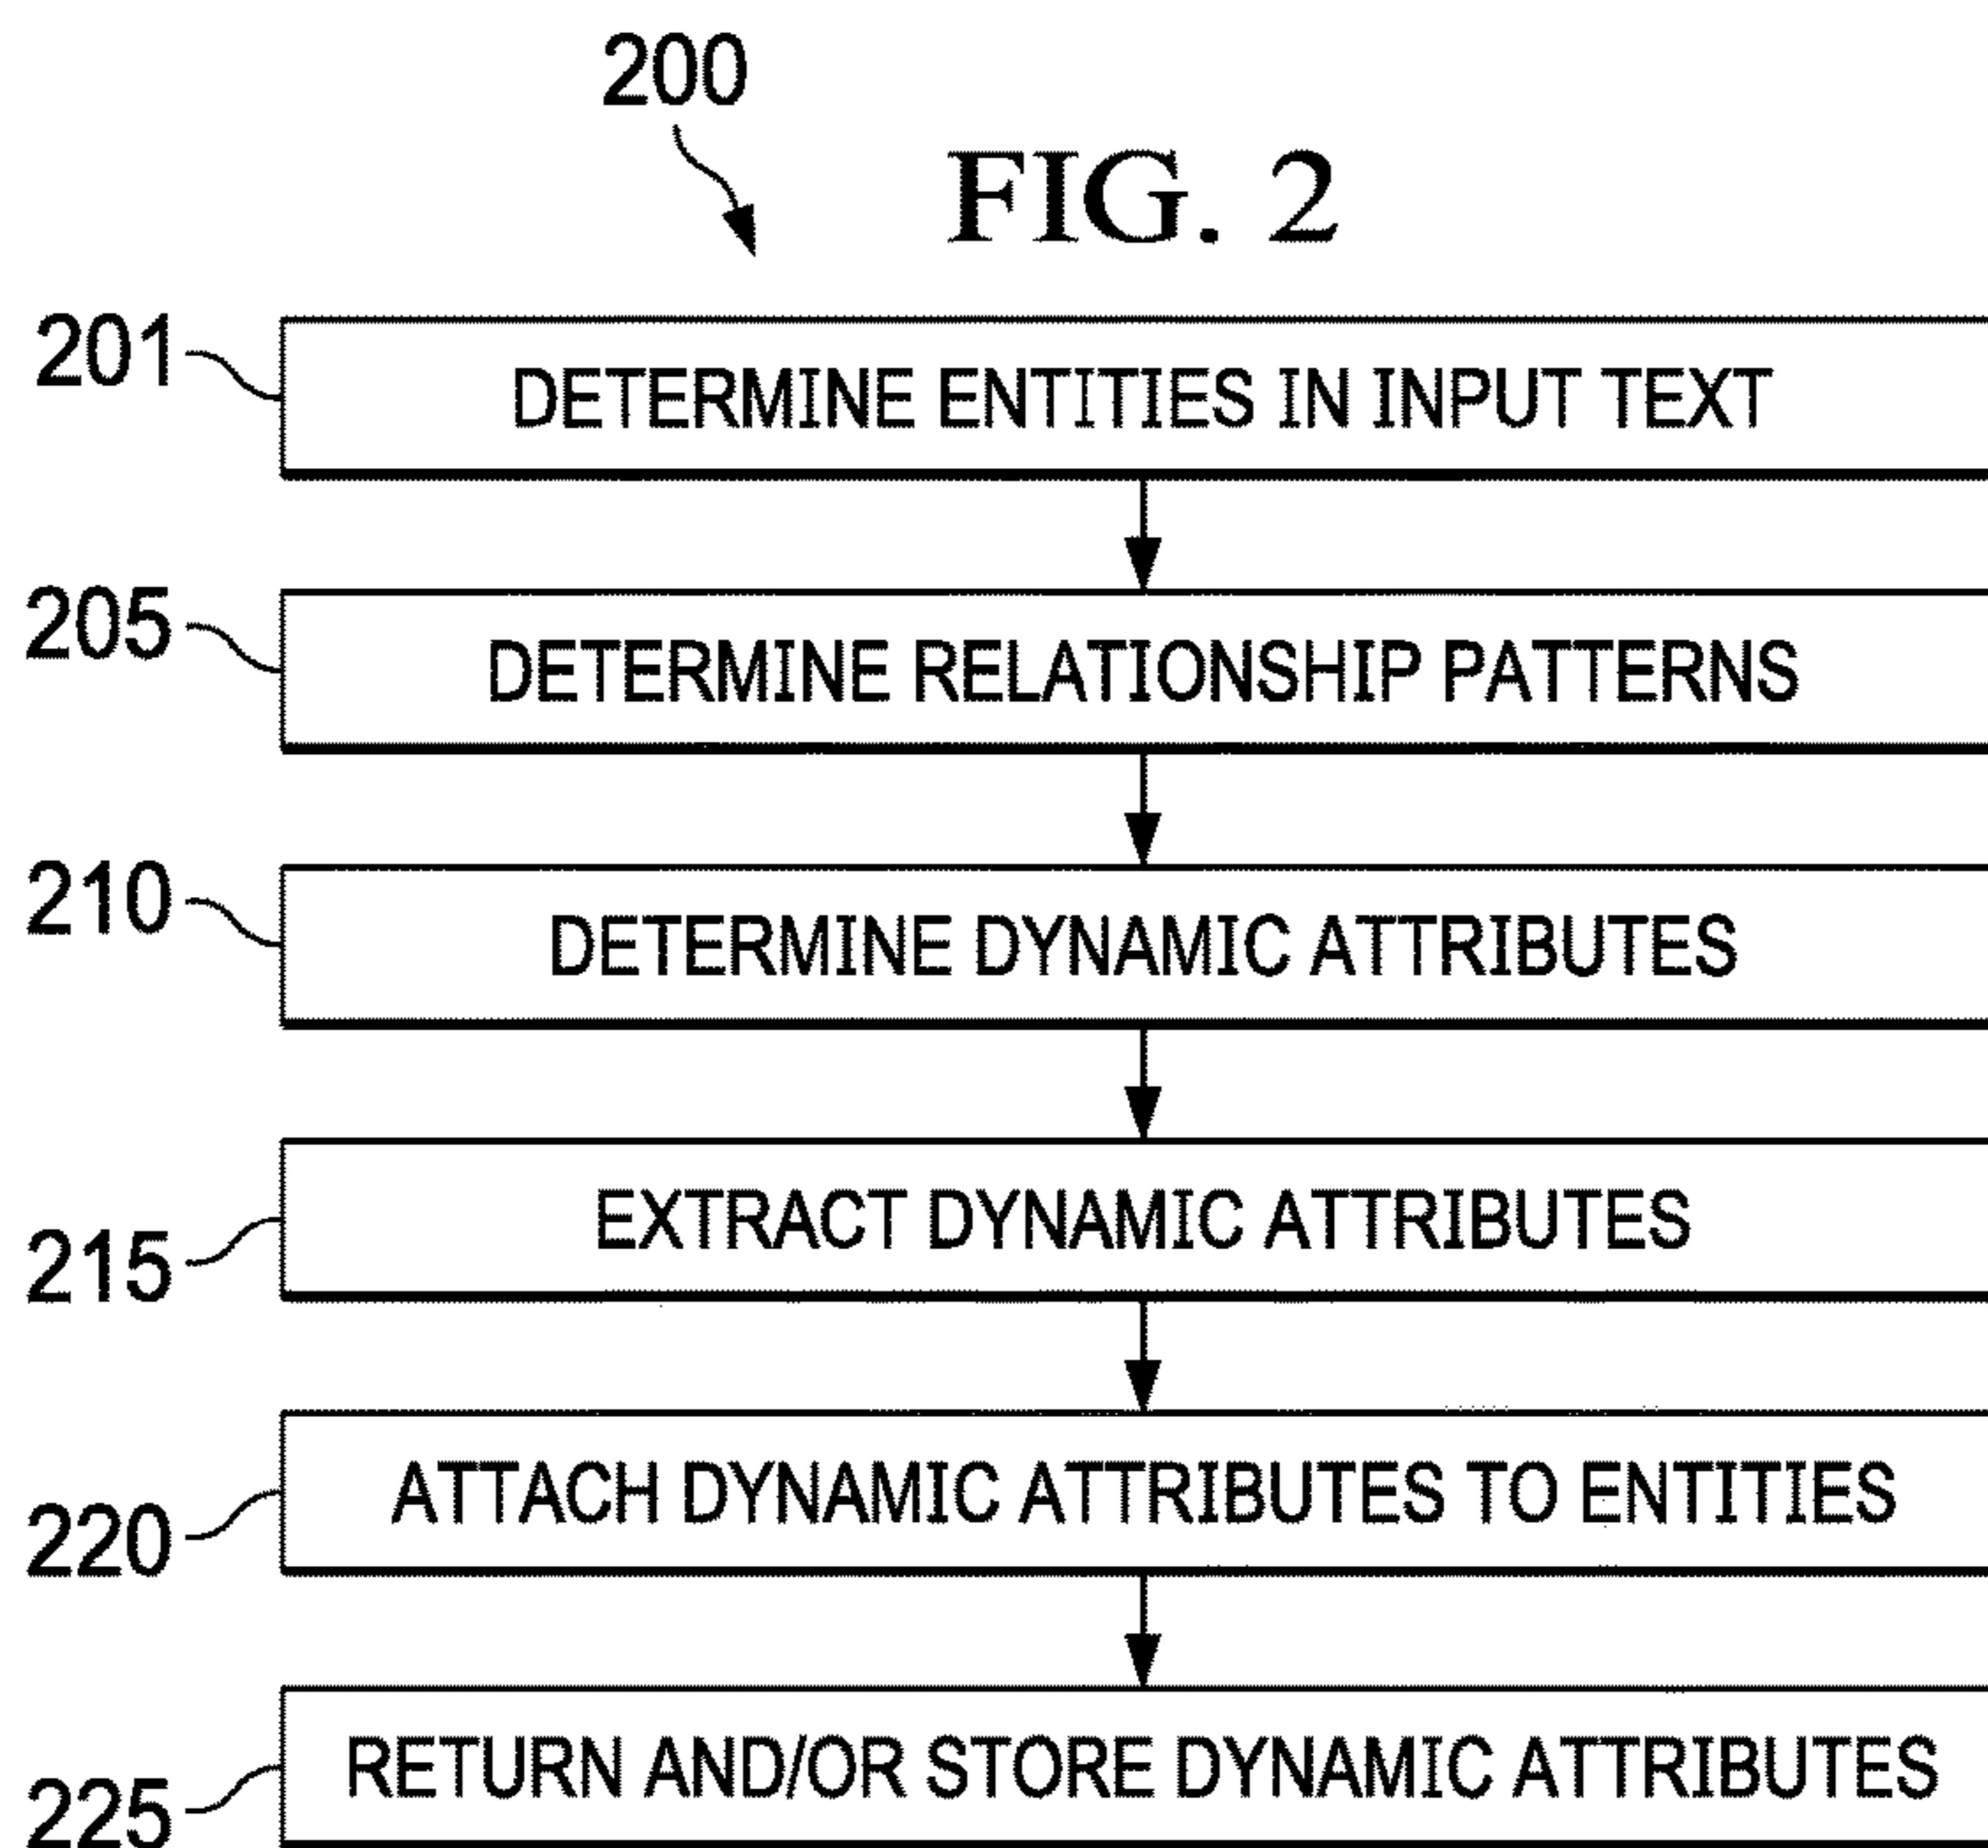 200
FIG. 2
201 DETERMINE ENTITIES IN INPUT TEXT
205 DETERMINE RELATIONSHIP PATTERNS
210 DETERMINE DYNAMIC ATTRIBUTES
215 EXTRACT DYNAMIC ATTRIBUTES
220 ATTACH DYNAMIC ATTRIBUTES TO ENTITIES
225 RETURN AND/OR STORE DYNAMIC ATTRIBUTES